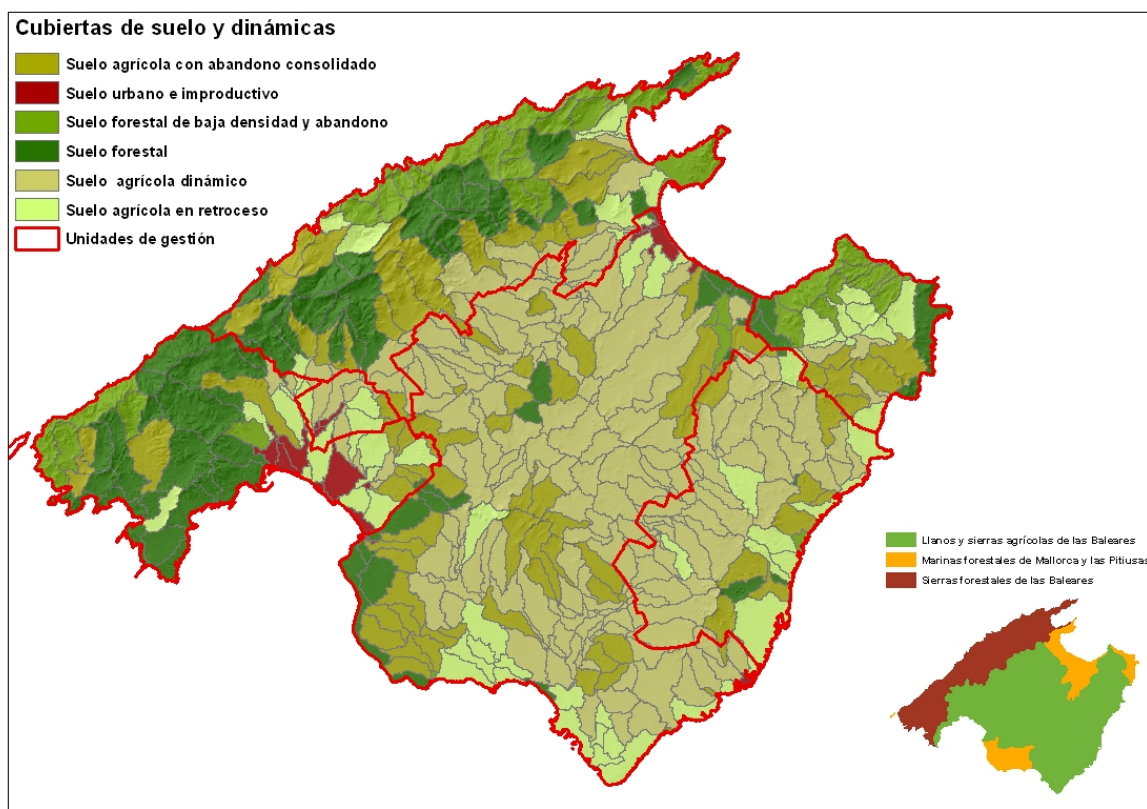 Cubiertas de suelo y dinámicas
Suelo agrícola con abandono consolidado
Suelo urbano e improductivo
Suelo forestal de baja densidad y abandono
Suelo forestal
Suelo agrícola dinámico
Suelo agrícola en retroceso
Unidades de gestión
Llanos y sierras agrícolas de las Baleares
Marinas forestales de Mallorca y las Pitiusas
Sierras forestales de las Baleares